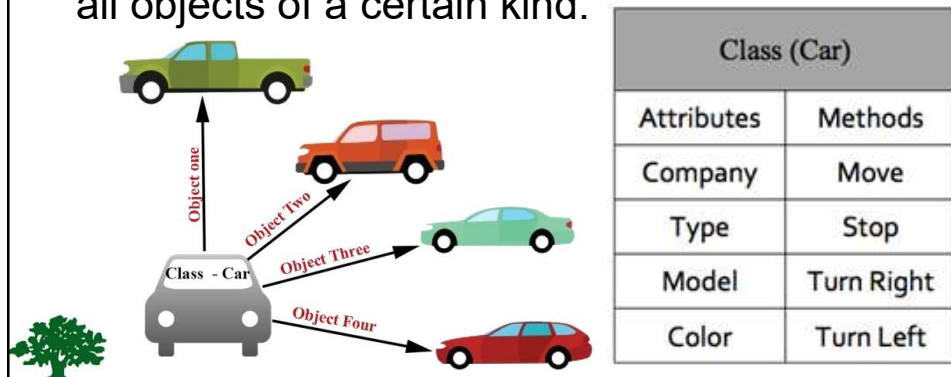 all objects of a certain kind.
Object one
Object Two
Object Three
Object Four
Class - Car
Class (Car)
Attributes Methods
Company Move
Type Stop
Model Turn Right
Color Turn Left